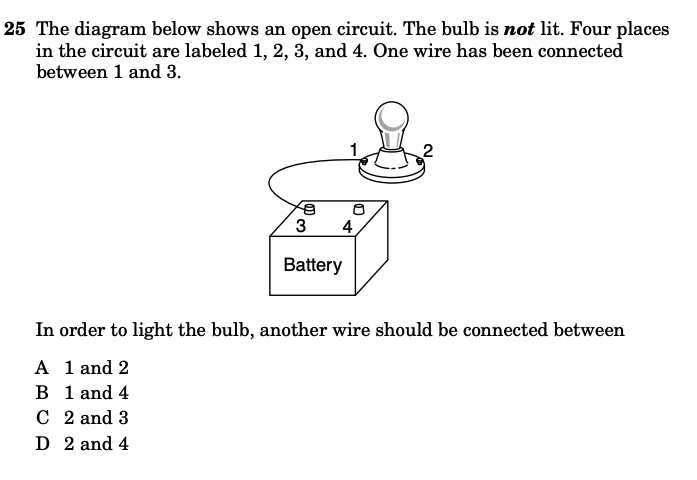 25 The diagram below shows an open circuit. The bulb is not lit. Four places
in the circuit are labeled 1, 2, 3, and 4. One wire has been connected
between 1 and 3.
1 2
3 4
Battery
In order to light the bulb, another wire should be connected between
A 1 and 2
B 1 and 4
C 2 and 3
D 2 and 4